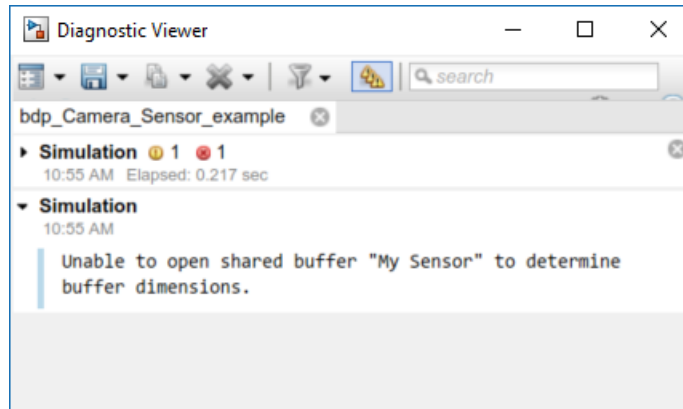 Diagnostic Viewer
search
bdp_Camera_Sensor_example
Simulation 1 1
10:55 AM Elapsed: 0.217 sec
Simulation
10:55 AM
Unable to open shared buffer "My Sensor" to determine
buffer dimensions.